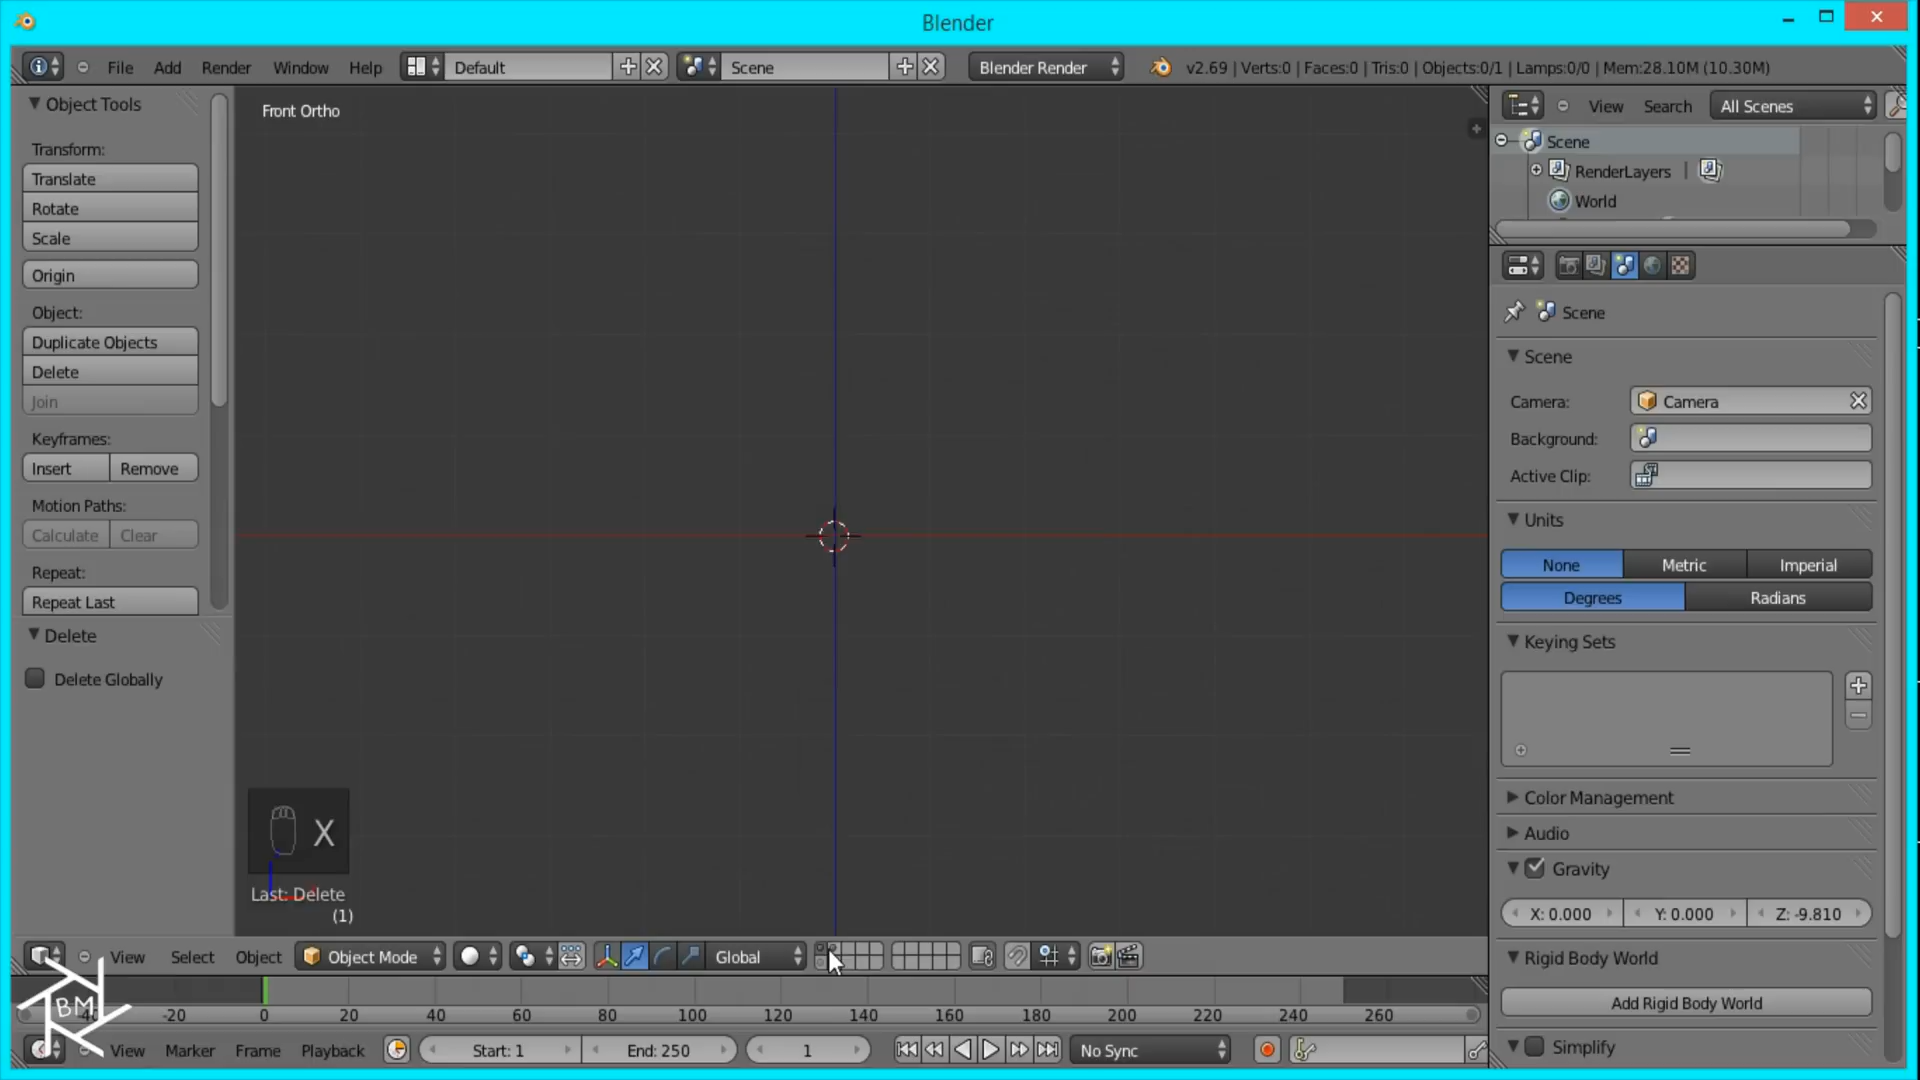 Blender
File Add Render Window Help Default Scene Blender Render v2.69 | Verts:0 | Faces:0 | Tris:0 | Objects:0/1 | Lamps:0/0 | Mem:28.10M (10.30M)
Object Tools
Transform:
Translate
Rotate
Scale
Origin
Object:
Duplicate Objects
Delete
Join
Keyframes:
Insert Remove
Motion Paths:
Calculate Clear
Repeat:
Repeat Last
Delete
Delete Globally
Front Ortho
X
Last: Delete
(1)
View Search All Scenes
Scene
RenderLayers |
World
Scene
Scene
Camera: Camera
Background:
Active Clip:
Units
None Metric Imperial
Degrees Radians
Keying Sets
Color Management
Audio
Gravity
X: 0.000 Y: 0.000 Z: -9.810
Rigid Body World
Add Rigid Body World
Simplify
View Select Object Object Mode Global
BM
-40 -20 0 20 40 60 80 100 120 140 160 180 200 220 240 260
View Marker Frame Playback Start: 1 End: 250 1 No Sync